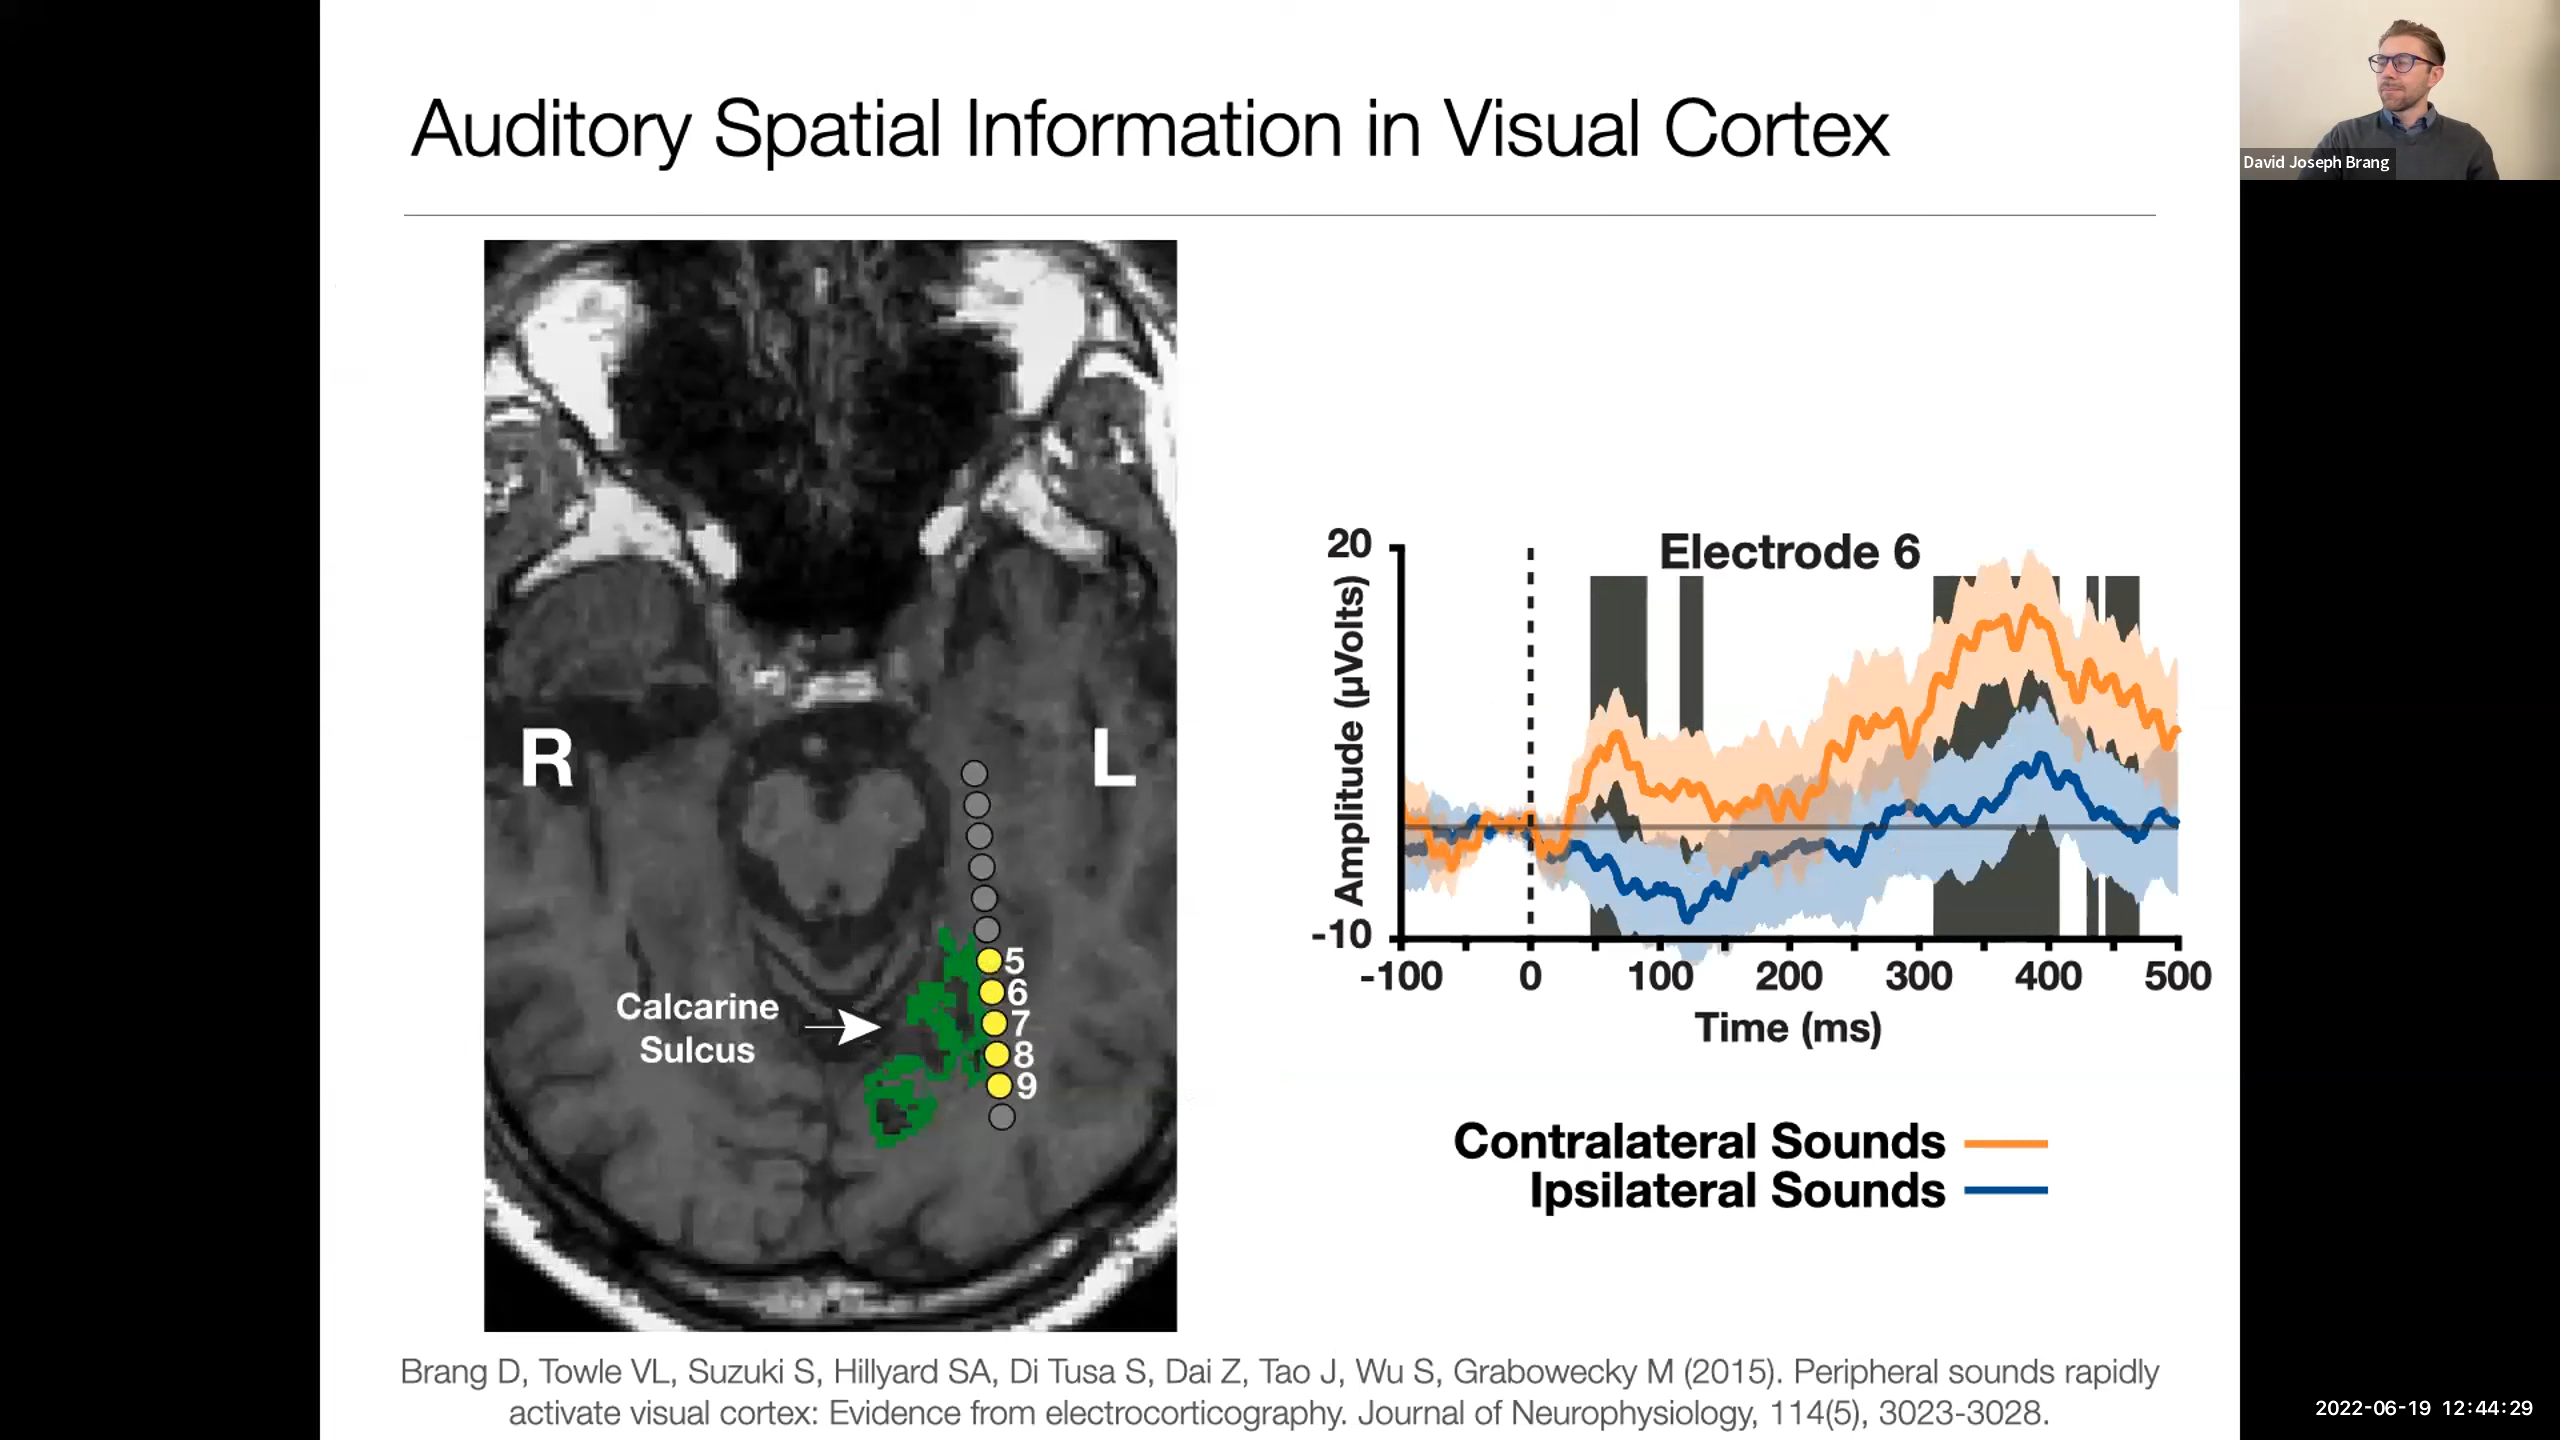 Auditory Spatial Information in Visual Cortex
David Joseph Brang
R
L
5
6
7
8
9
Calcarine
Sulcus
Electrode 6
20
-10
Amplitude (µVolts)
-100 0 100 200 300 400 500
Time (ms)
Contralateral Sounds
Ipsilateral Sounds
Brang D, Towle VL, Suzuki S, Hillyard SA, Di Tusa S, Dai Z, Tao J, Wu S, Grabowecky M (2015). Peripheral sounds rapidly
activate visual cortex: Evidence from electrocorticography. Journal of Neurophysiology, 114(5), 3023-3028.
2022-06-19 12:44:29